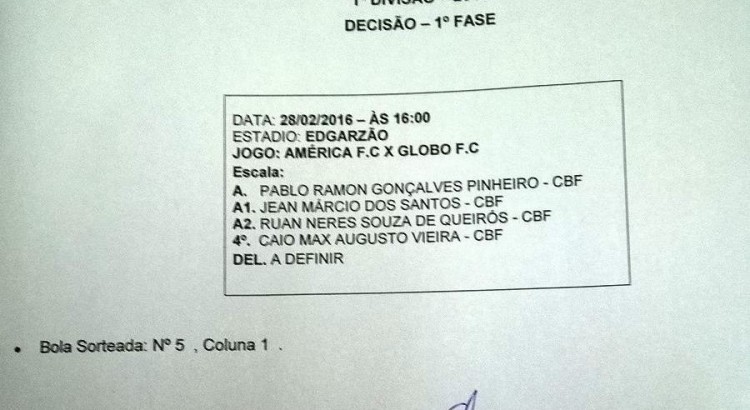 1ª DIVISÃO –
DECISÃO – 1º FASE
DATA: 28/02/2016 – ÀS 16:00
ESTADIO: EDGARZÃO
JOGO: AMÉRICA F.C X GLOBO F.C
Escala:
A. PABLO RAMON GONÇALVES PINHEIRO - CBF
A1. JEAN MÁRCIO DOS SANTOS - CBF
A2. RUAN NERES SOUZA DE QUEIRÓS - CBF
4º. CAIO MAX AUGUSTO VIEIRA - CBF
DEL. A DEFINIR
• Bola Sorteada: Nº 5 , Coluna 1 .